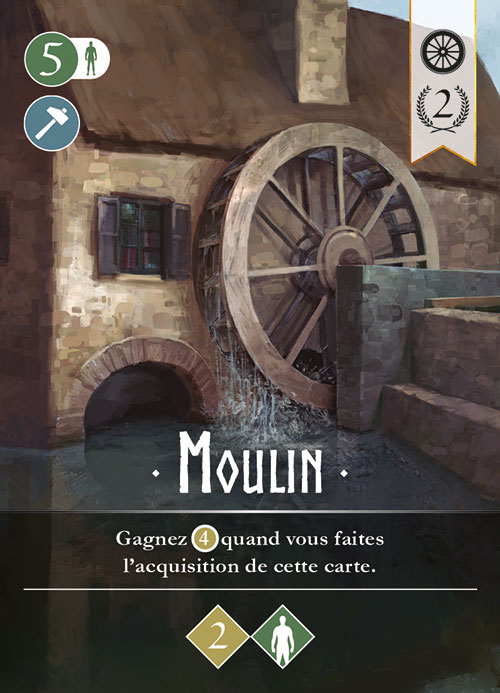 5
2
Moulin
Gagnez 4 quand vous faites
l'acquisition de cette carte.
2